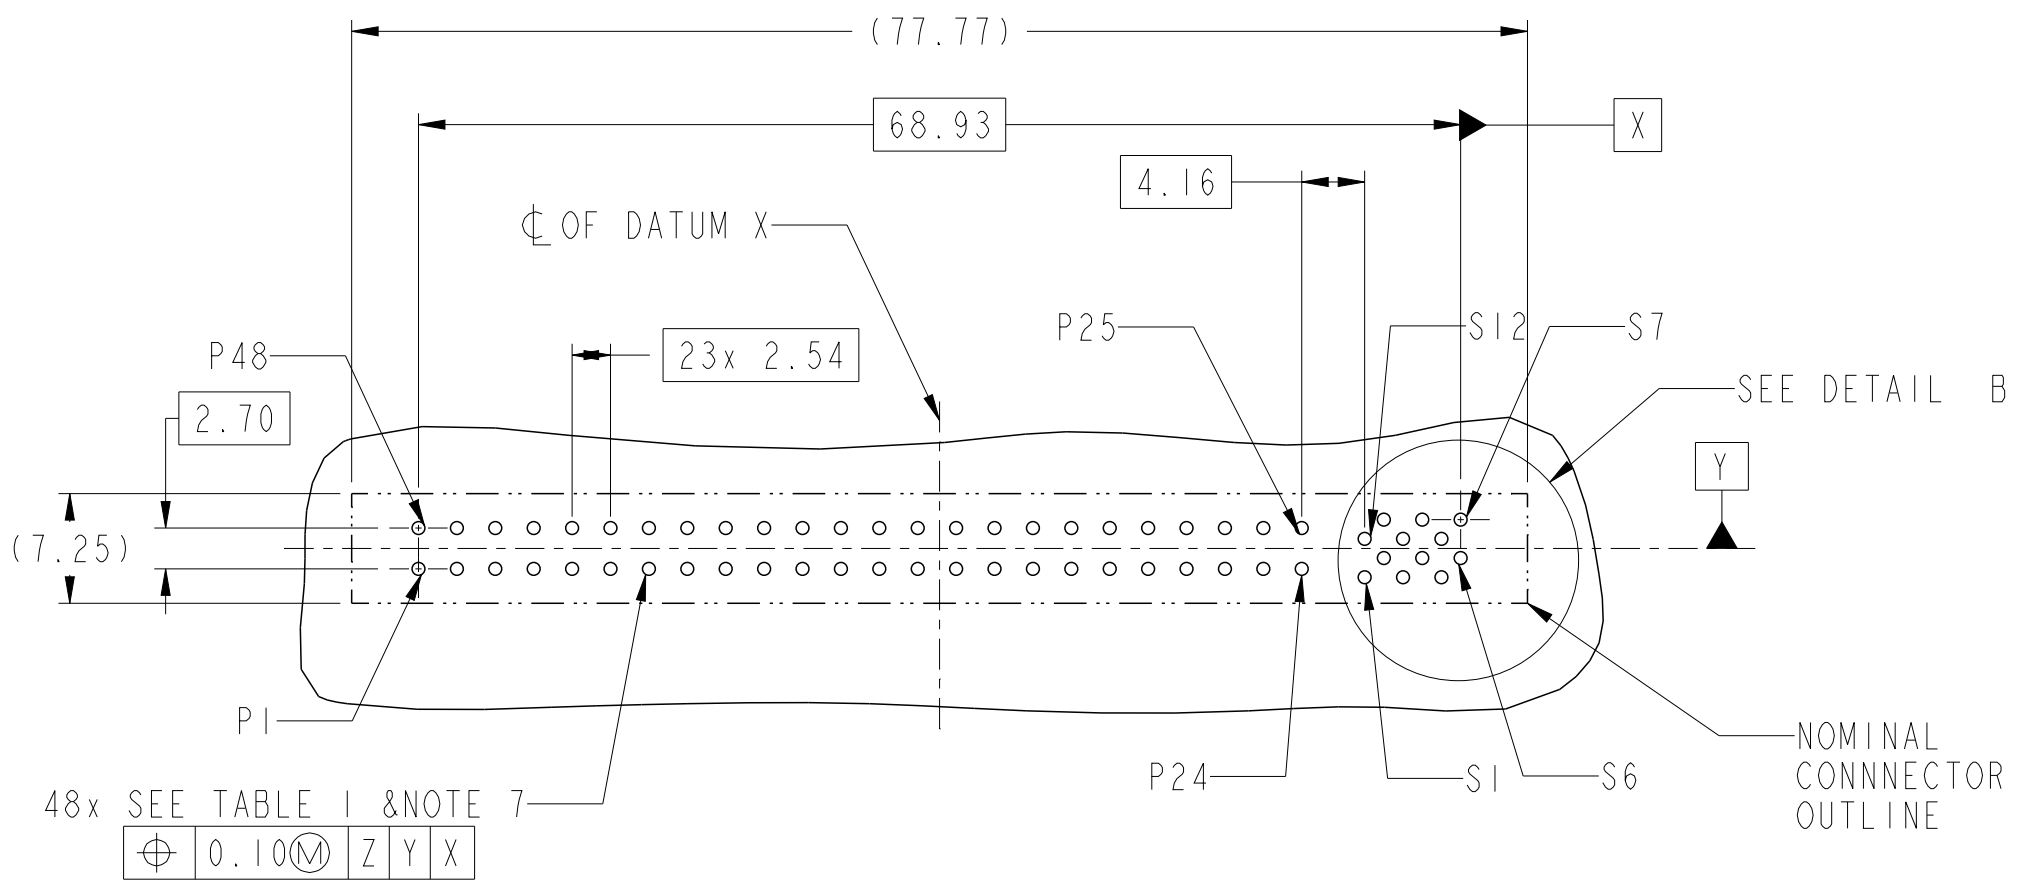 (77.77)
68.93
X
4.16
℄ OF DATUM X
P25
S12
S7
P48
23x 2.54
SEE DETAIL B
2.70
Y
(7.25)
P1
P24
S1
S6
NOMINAL
CONNNECTOR
OUTLINE
48x SEE TABLE 1 &NOTE 7
⌖ 0.10Ⓜ Z Y X